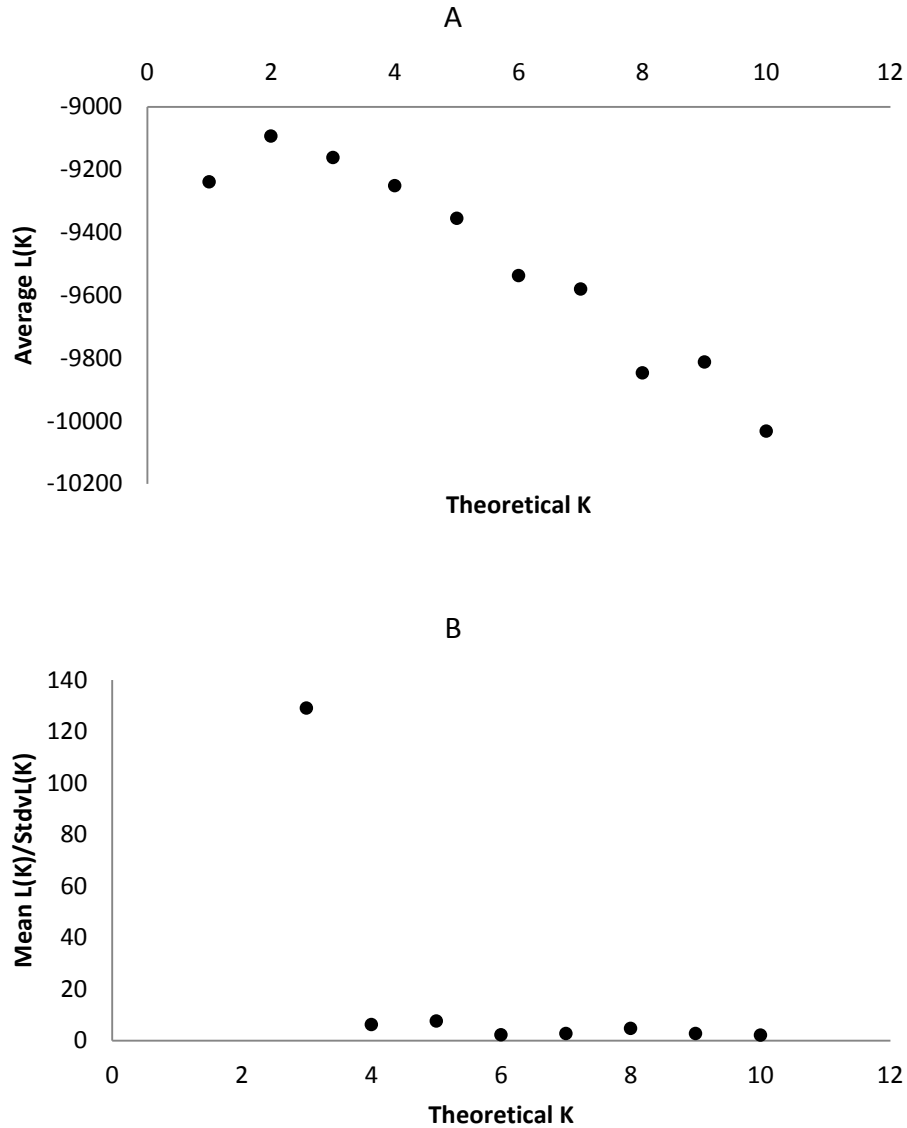 A
0 2 4 6 8 10 12
-9000
-9200
-9400
-9600
-9800
-10000
-10200
Average L(K)
Theoretical K
B
140
120
100
80
60
40
20
0
Mean L(K)/StdvL(K)
0 2 4 6 8 10 12
Theoretical K